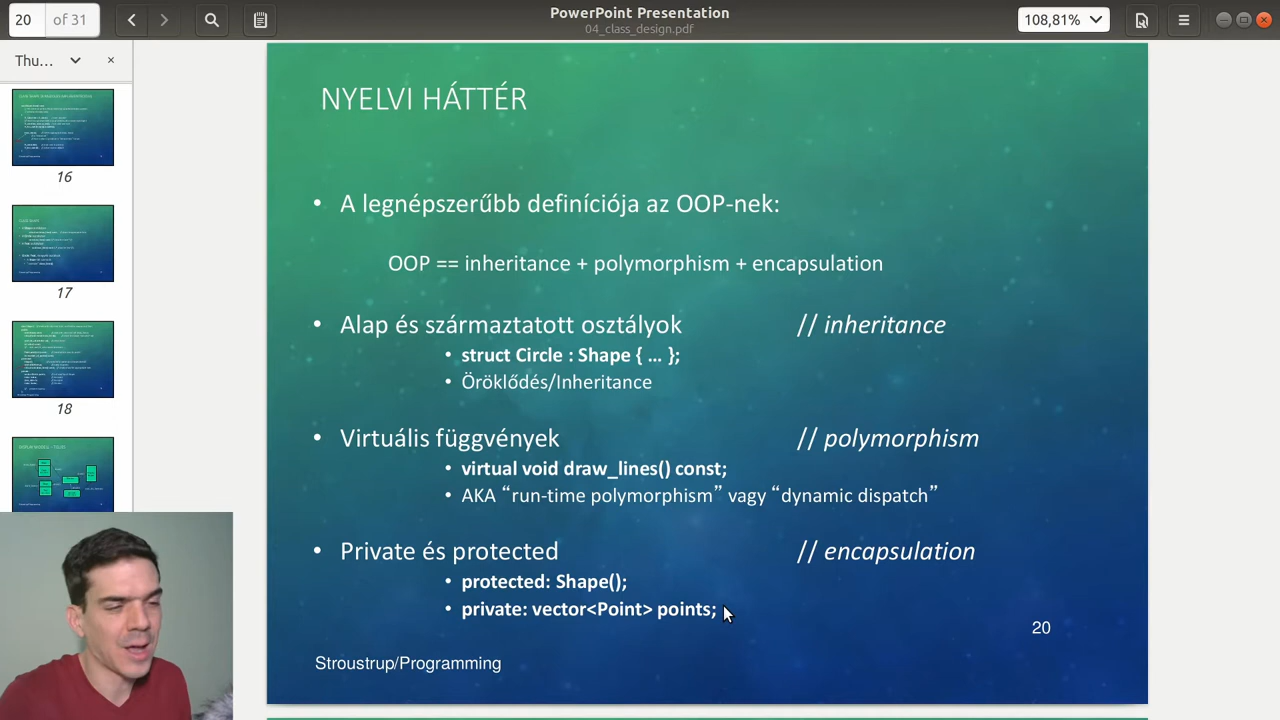 20 of 31
PowerPoint Presentation
04_class_design.pdf
108,81%
Thu...
16
17
18
NYELVI HÁTTÉR
• A legnépszerűbb definíciója az OOP-nek:
OOP == inheritance + polymorphism + encapsulation
• Alap és származtatott osztályok // inheritance
• struct Circle : Shape { ... };
• Öröklődés/Inheritance
• Virtuális függvények // polymorphism
• virtual void draw_lines() const;
• AKA “run-time polymorphism” vagy “dynamic dispatch”
• Private és protected // encapsulation
• protected: Shape();
• private: vector<Point> points;
20
Stroustrup/Programming